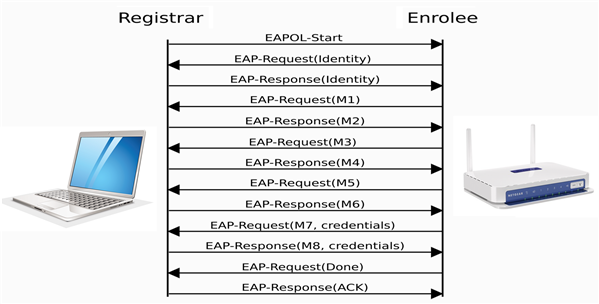 Registrar
Enrolee
EAPOL-Start
EAP-Request(Identity)
EAP-Response(Identity)
EAP-Request(M1)
EAP-Response(M2)
EAP-Request(M3)
EAP-Response(M4)
EAP-Request(M5)
EAP-Response(M6)
EAP-Request(M7, credentials)
EAP-Response(M8, credentials)
EAP-Request(Done)
EAP-Response(ACK)
NETGEAR